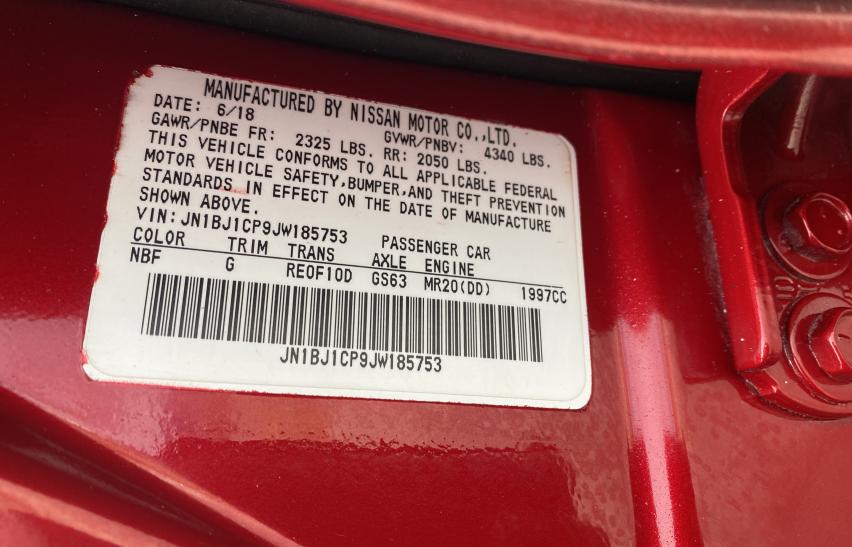 MANUFACTURED BY NISSAN MOTOR CO.,LTD.
DATE: 6/18 GVWR/PNBV: 4340 LBS.
GAWR/PNBE FR: 2325 LBS. RR: 2050 LBS.
THIS VEHICLE CONFORMS TO ALL APPLICABLE FEDERAL
MOTOR VEHICLE SAFETY,BUMPER,AND THEFT PREVENTION
STANDARDS IN EFFECT ON THE DATE OF MANUFACTURE
SHOWN ABOVE.
VIN: JN1BJ1CP9JW185753 PASSENGER CAR
COLOR TRIM TRANS AXLE ENGINE
NBF G RE0F10D GS63 MR20(DD) 1997CC
JN1BJ1CP9JW185753